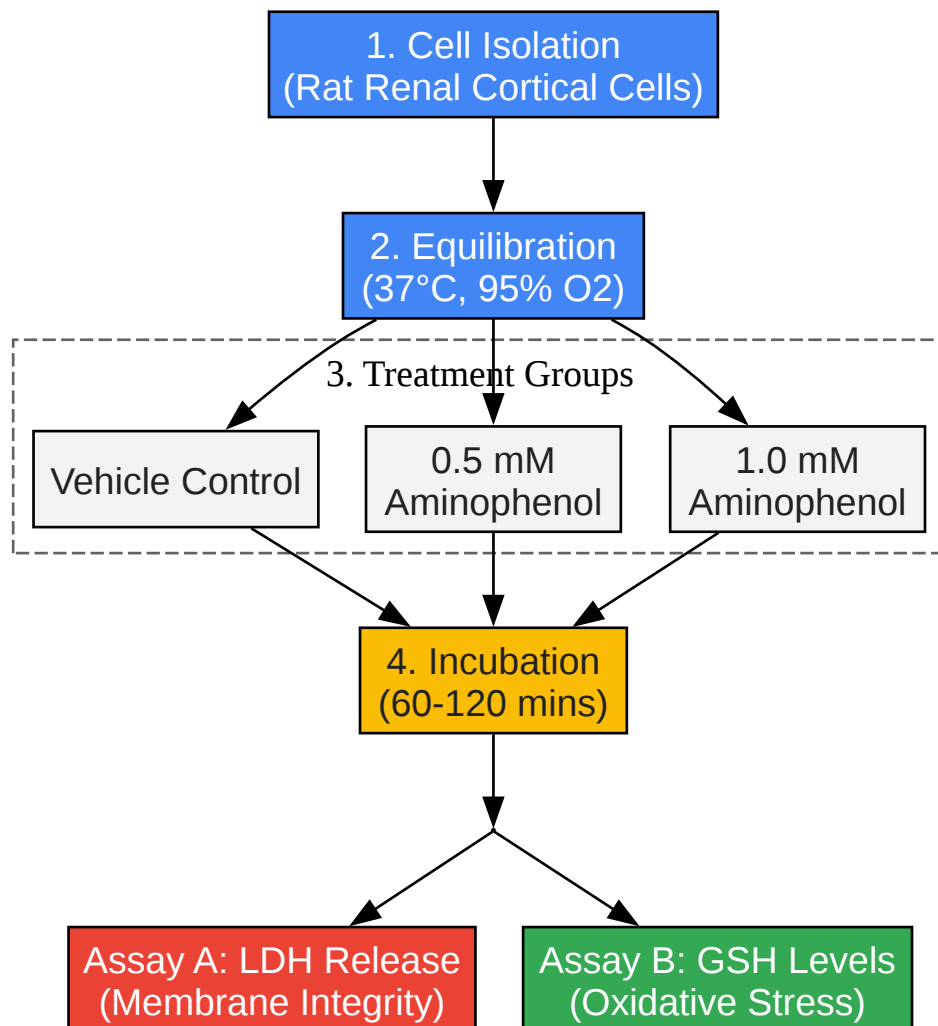 1. Cell Isolation
(Rat Renal Cortical Cells)
2. Equilibration
(37°C, 95% O2)
3. Treatment Groups
Vehicle Control
0.5 mM
Aminophenol
1.0 mM
Aminophenol
4. Incubation
(60-120 mins)
Assay A: LDH Release
(Membrane Integrity)
Assay B: GSH Levels
(Oxidative Stress)